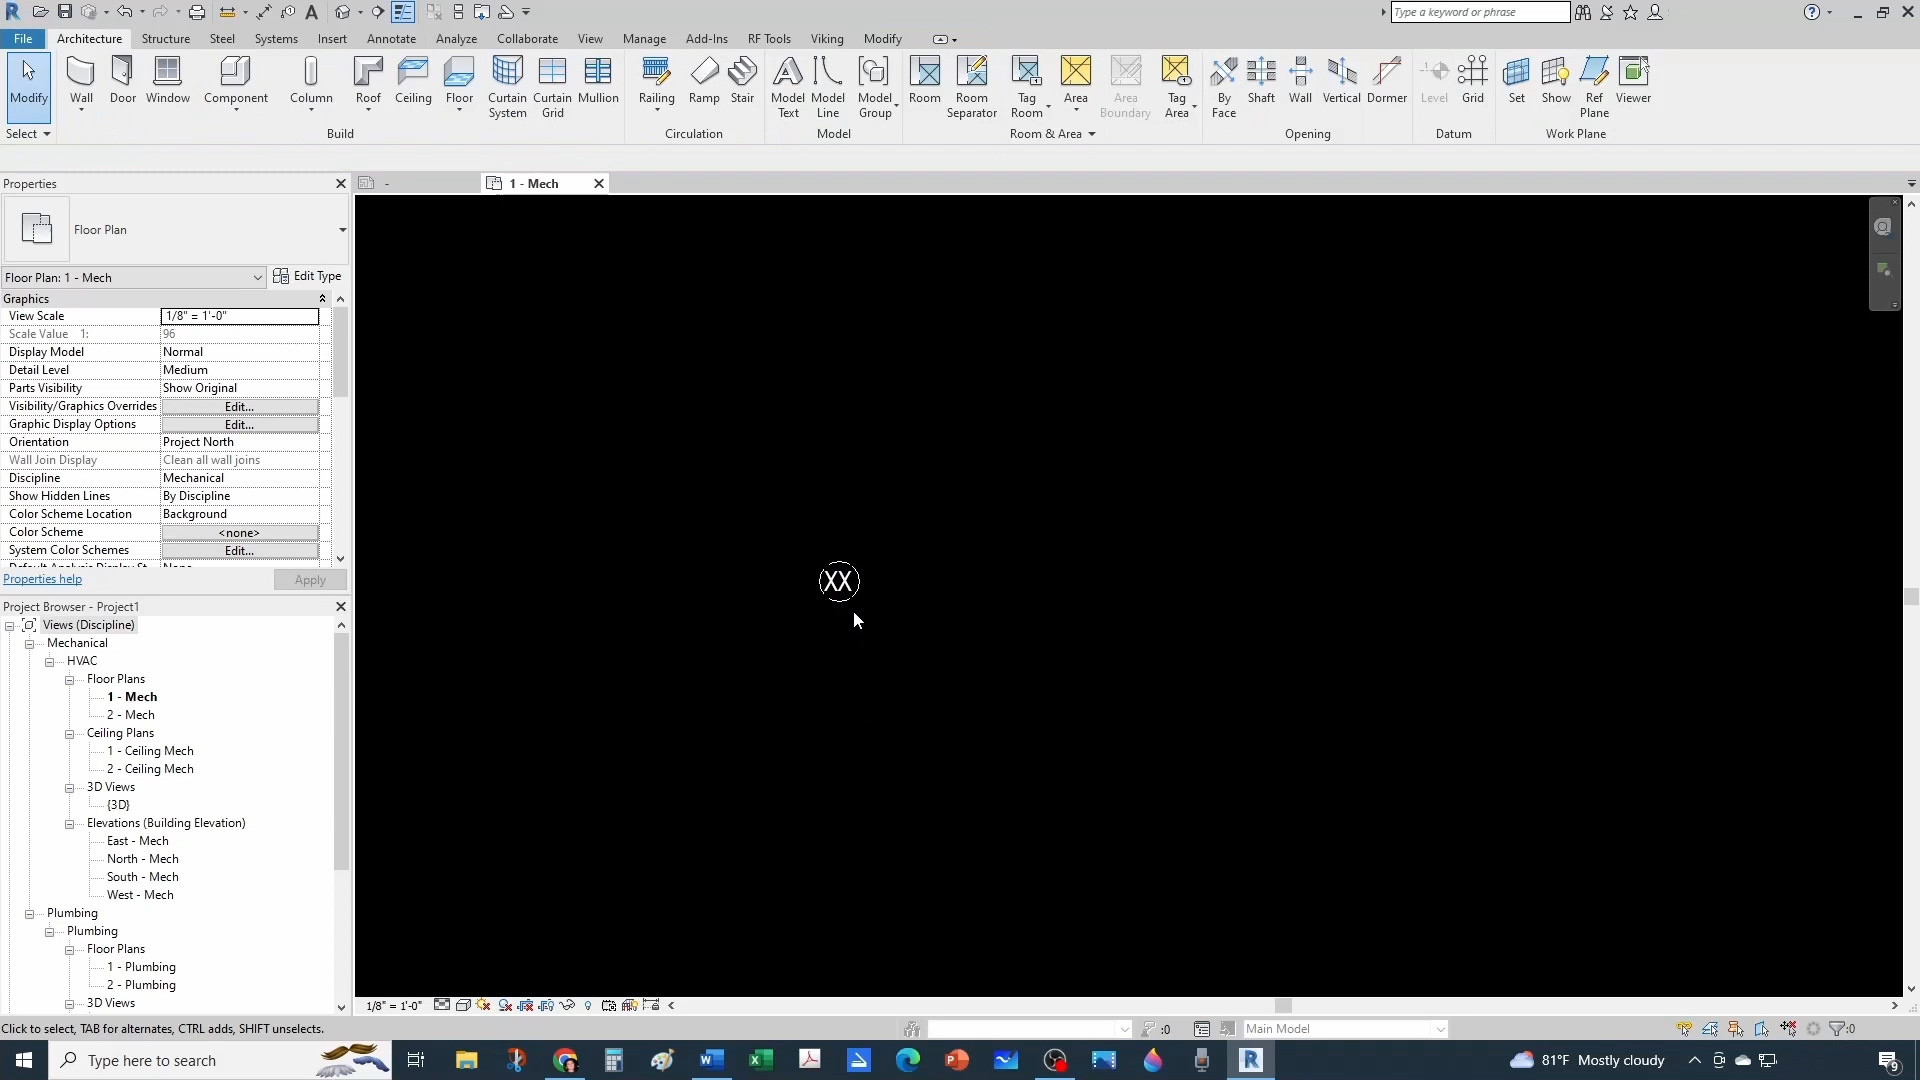 Type a keyword or phrase
File Architecture Structure Steel Systems Insert Annotate Analyze Collaborate View Manage Add-Ins RF Tools Viking Modify
Modify Wall Door Window Component Column Roof Ceiling Floor Curtain System Curtain Grid Mullion Railing Ramp Stair Model Text Model Line Model Group Room Room Separator Tag Room Area Area Boundary Tag Area By Face Shaft Wall Vertical Dormer Level Grid Set Show Ref Plane Viewer
Select Build Circulation Model Room & Area Opening Datum Work Plane
Properties
- 1 - Mech
Floor Plan
Floor Plan: 1 - Mech Edit Type
Graphics
View Scale 1/8" = 1'-0"
Scale Value 1: 96
Display Model Normal
Detail Level Medium
Parts Visibility Show Original
Visibility/Graphics Overrides Edit...
Graphic Display Options Edit...
Orientation Project North
Wall Join Display Clean all wall joins
Discipline Mechanical
Show Hidden Lines By Discipline
Color Scheme Location Background
Color Scheme <none>
System Color Schemes Edit...
Properties help Apply
XX
Project Browser - Project1
Views (Discipline)
Mechanical
HVAC
Floor Plans
1 - Mech
2 - Mech
Ceiling Plans
1 - Ceiling Mech
2 - Ceiling Mech
3D Views
{3D}
Elevations (Building Elevation)
East - Mech
North - Mech
South - Mech
West - Mech
Plumbing
Plumbing
Floor Plans
1 - Plumbing
2 - Plumbing
3D Views
1/8" = 1'-0"
Click to select, TAB for alternates, CTRL adds, SHIFT unselects. :0 Main Model :0
Type here to search 81°F Mostly cloudy 9